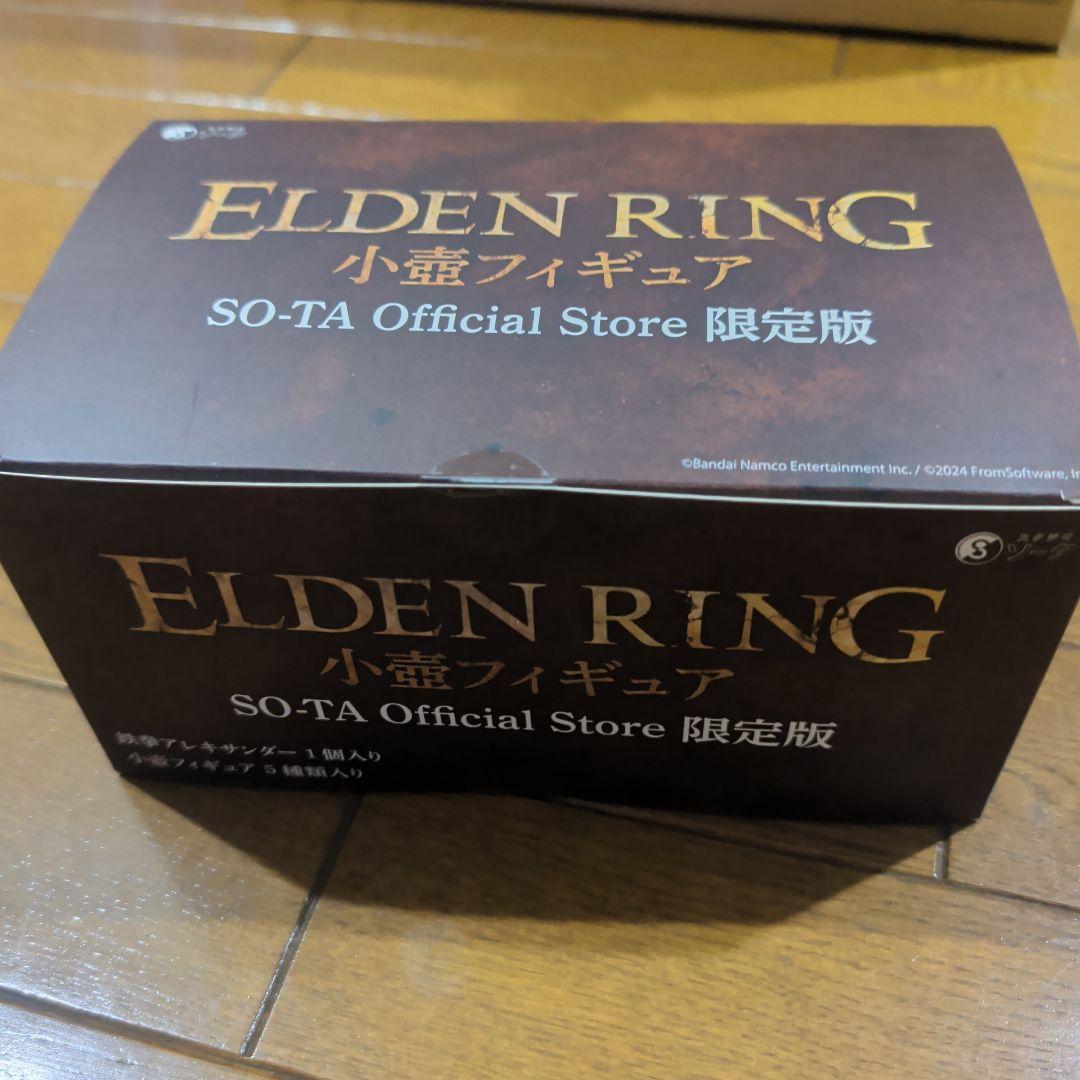 ELDEN RING
小壺フィギュア
SO-TA Official Store 限定版
©Bandai Namco Entertainment Inc. / ©2024 FromSoftware, In
ELDEN RING
S
ソータ
小壺フィギュア
SO-TA Official Store 限定版
鉄拳アレキサンダー 1個入り
小壺フィギュア 5種類入り